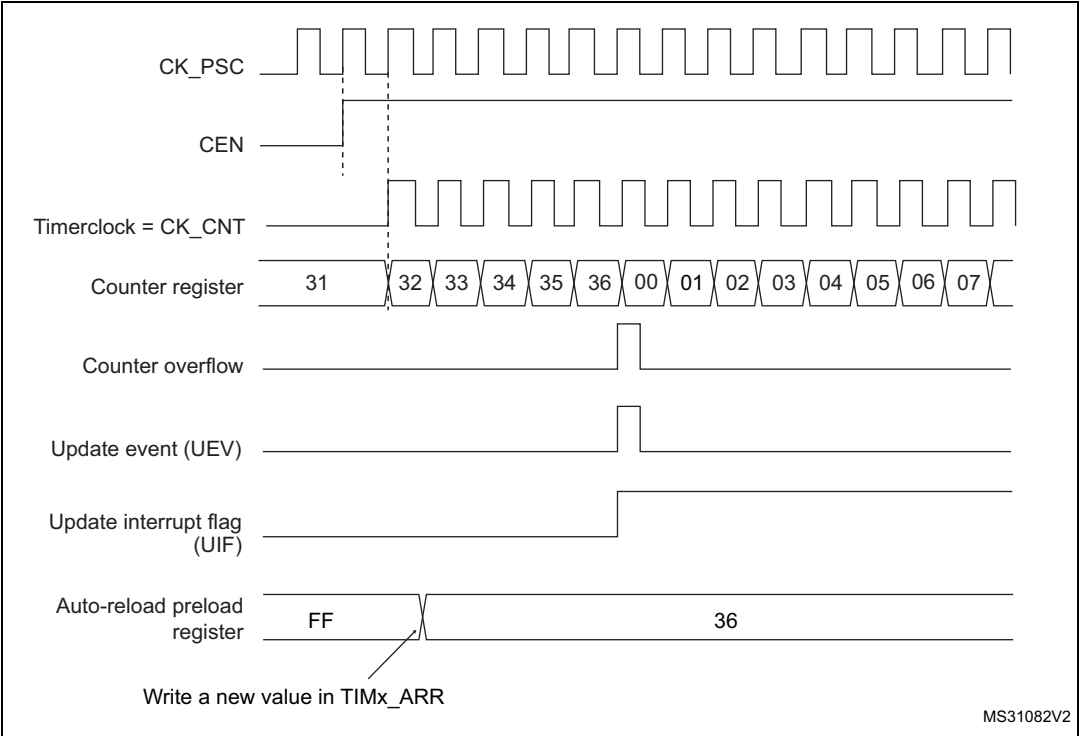 CK_PSC
CEN
Timerclock = CK_CNT
Counter register 31 32 33 34 35 36 00 01 02 03 04 05 06 07
Counter overflow
Update event (UEV)
Update interrupt flag
(UIF)
Auto-reload preload
register FF 36
Write a new value in TIMx_ARR
MS31082V2